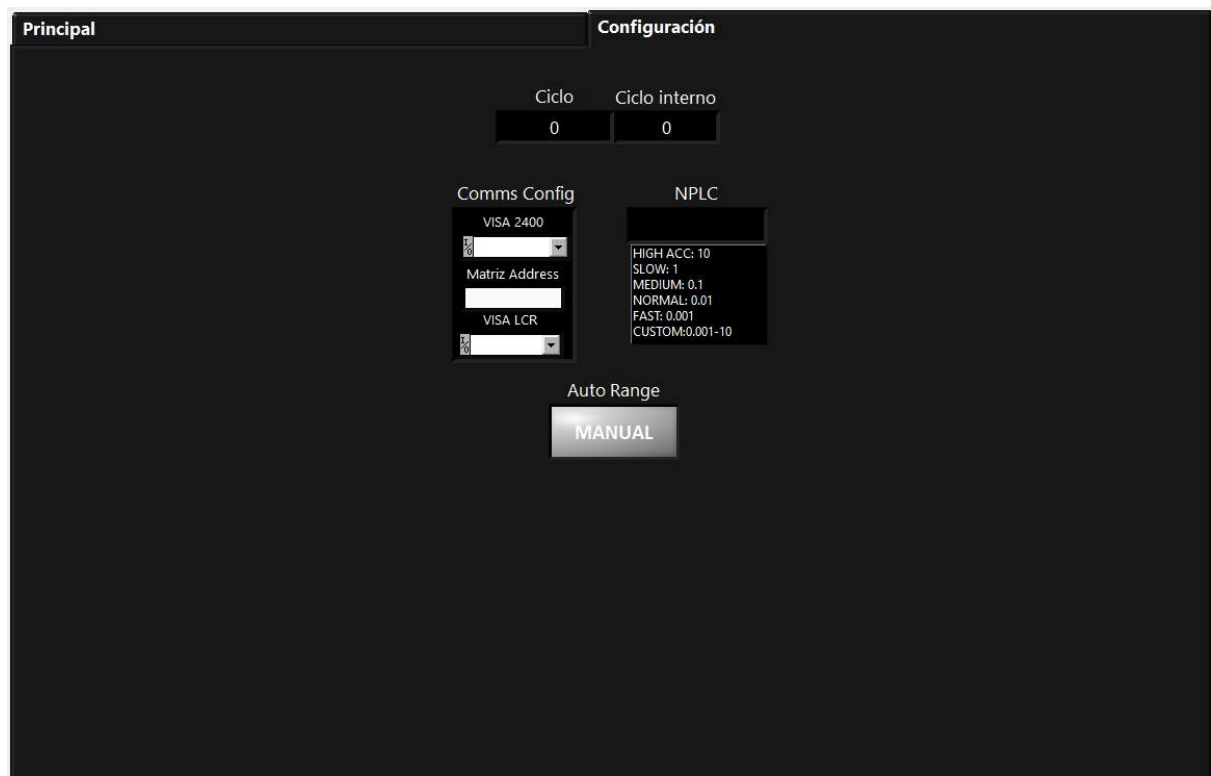 Principal
Configuración
Ciclo
Ciclo interno
0
0
Comms Config
VISA 2400
I/O
Matriz Address
VISA LCR
I/O
NPLC
HIGH ACC: 10
SLOW: 1
MEDIUM: 0.1
NORMAL: 0.01
FAST: 0.001
CUSTOM:0.001-10
Auto Range
MANUAL